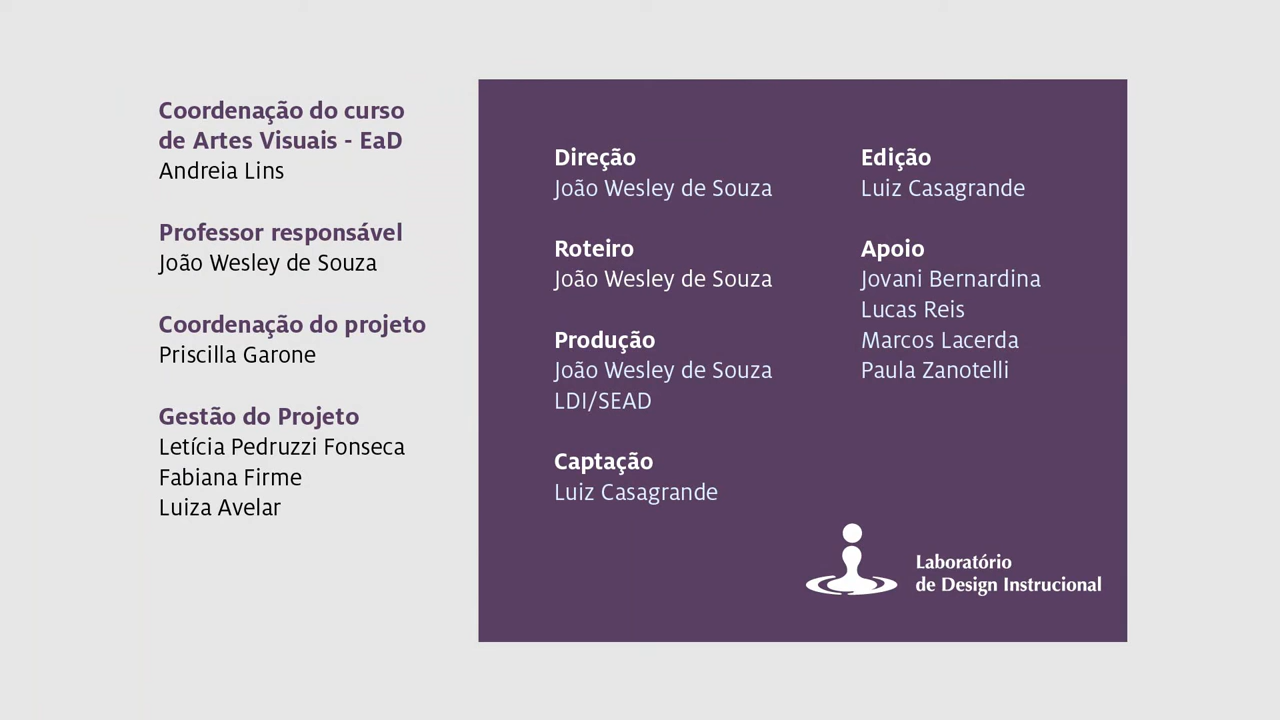 Coordenação do curso
de Artes Visuais - EaD
Andreia Lins
Professor responsável
João Wesley de Souza
Coordenação do projeto
Priscilla Garone
Gestão do Projeto
Letícia Pedruzzi Fonseca
Fabiana Firme
Luiza Avelar
Direção
João Wesley de Souza
Roteiro
João Wesley de Souza
Produção
João Wesley de Souza
LDI/SEAD
Captação
Luiz Casagrande
Edição
Luiz Casagrande
Apoio
Jovani Bernardina
Lucas Reis
Marcos Lacerda
Paula Zanotelli
Laboratório
de Design Instrucional